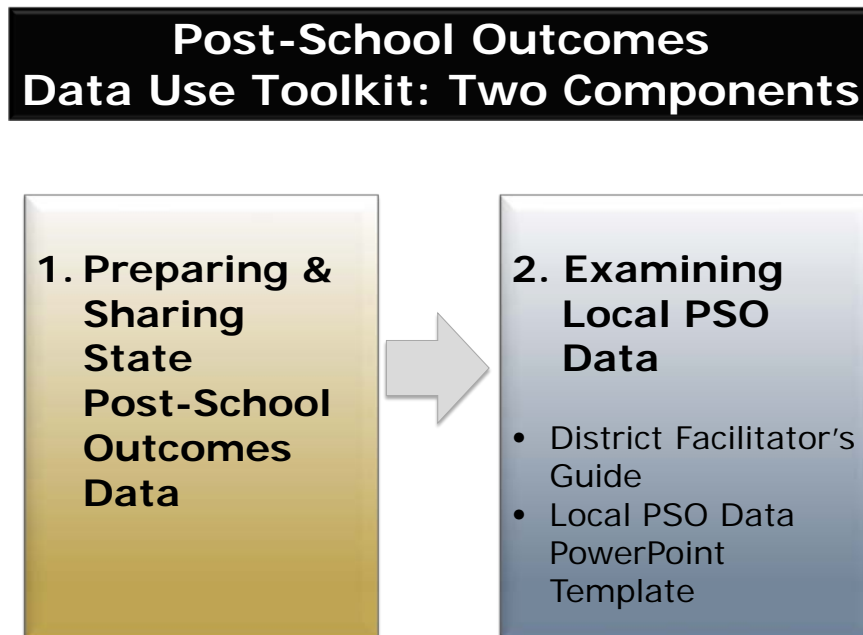 Post-School Outcomes
Data Use Toolkit: Two Components
1. Preparing &
Sharing
State
Post-School
Outcomes
Data
2. Examining
Local PSO
Data
• District Facilitator's
Guide
• Local PSO Data
PowerPoint
Template